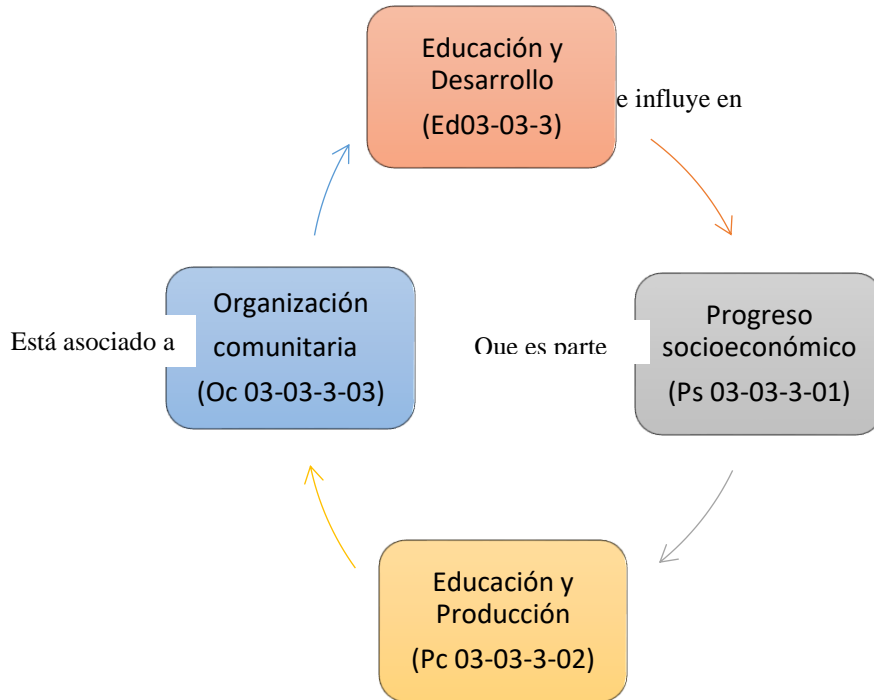 Educación y
Desarrollo
(Ed03-03-3)
e influye en
Organización
comunitaria
(Oc 03-03-3-03)
Está asociado a
Que es parte
Progreso
socioeconómico
(Ps 03-03-3-01)
Educación y
Producción
(Pc 03-03-3-02)